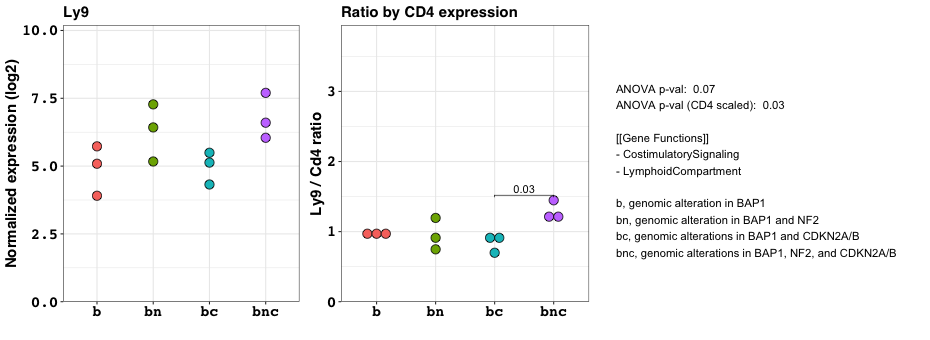 Ly9
Normalized expression (log2)
10.0
7.5
5.0
2.5
0.0
b
bn
bc
bnc
Ratio by CD4 expression
Ly9 / Cd4 ratio
3
2
1
0
0.03
b
bn
bc
bnc
ANOVA p-val:  0.07
ANOVA p-val (CD4 scaled):  0.03
[[Gene Functions]]
- CostimulatorySignaling
- LymphoidCompartment
b, genomic alteration in BAP1
bn, genomic alteration in BAP1 and NF2
bc, genomic alterations in BAP1 and CDKN2A/B
bnc, genomic alterations in BAP1, NF2, and CDKN2A/B